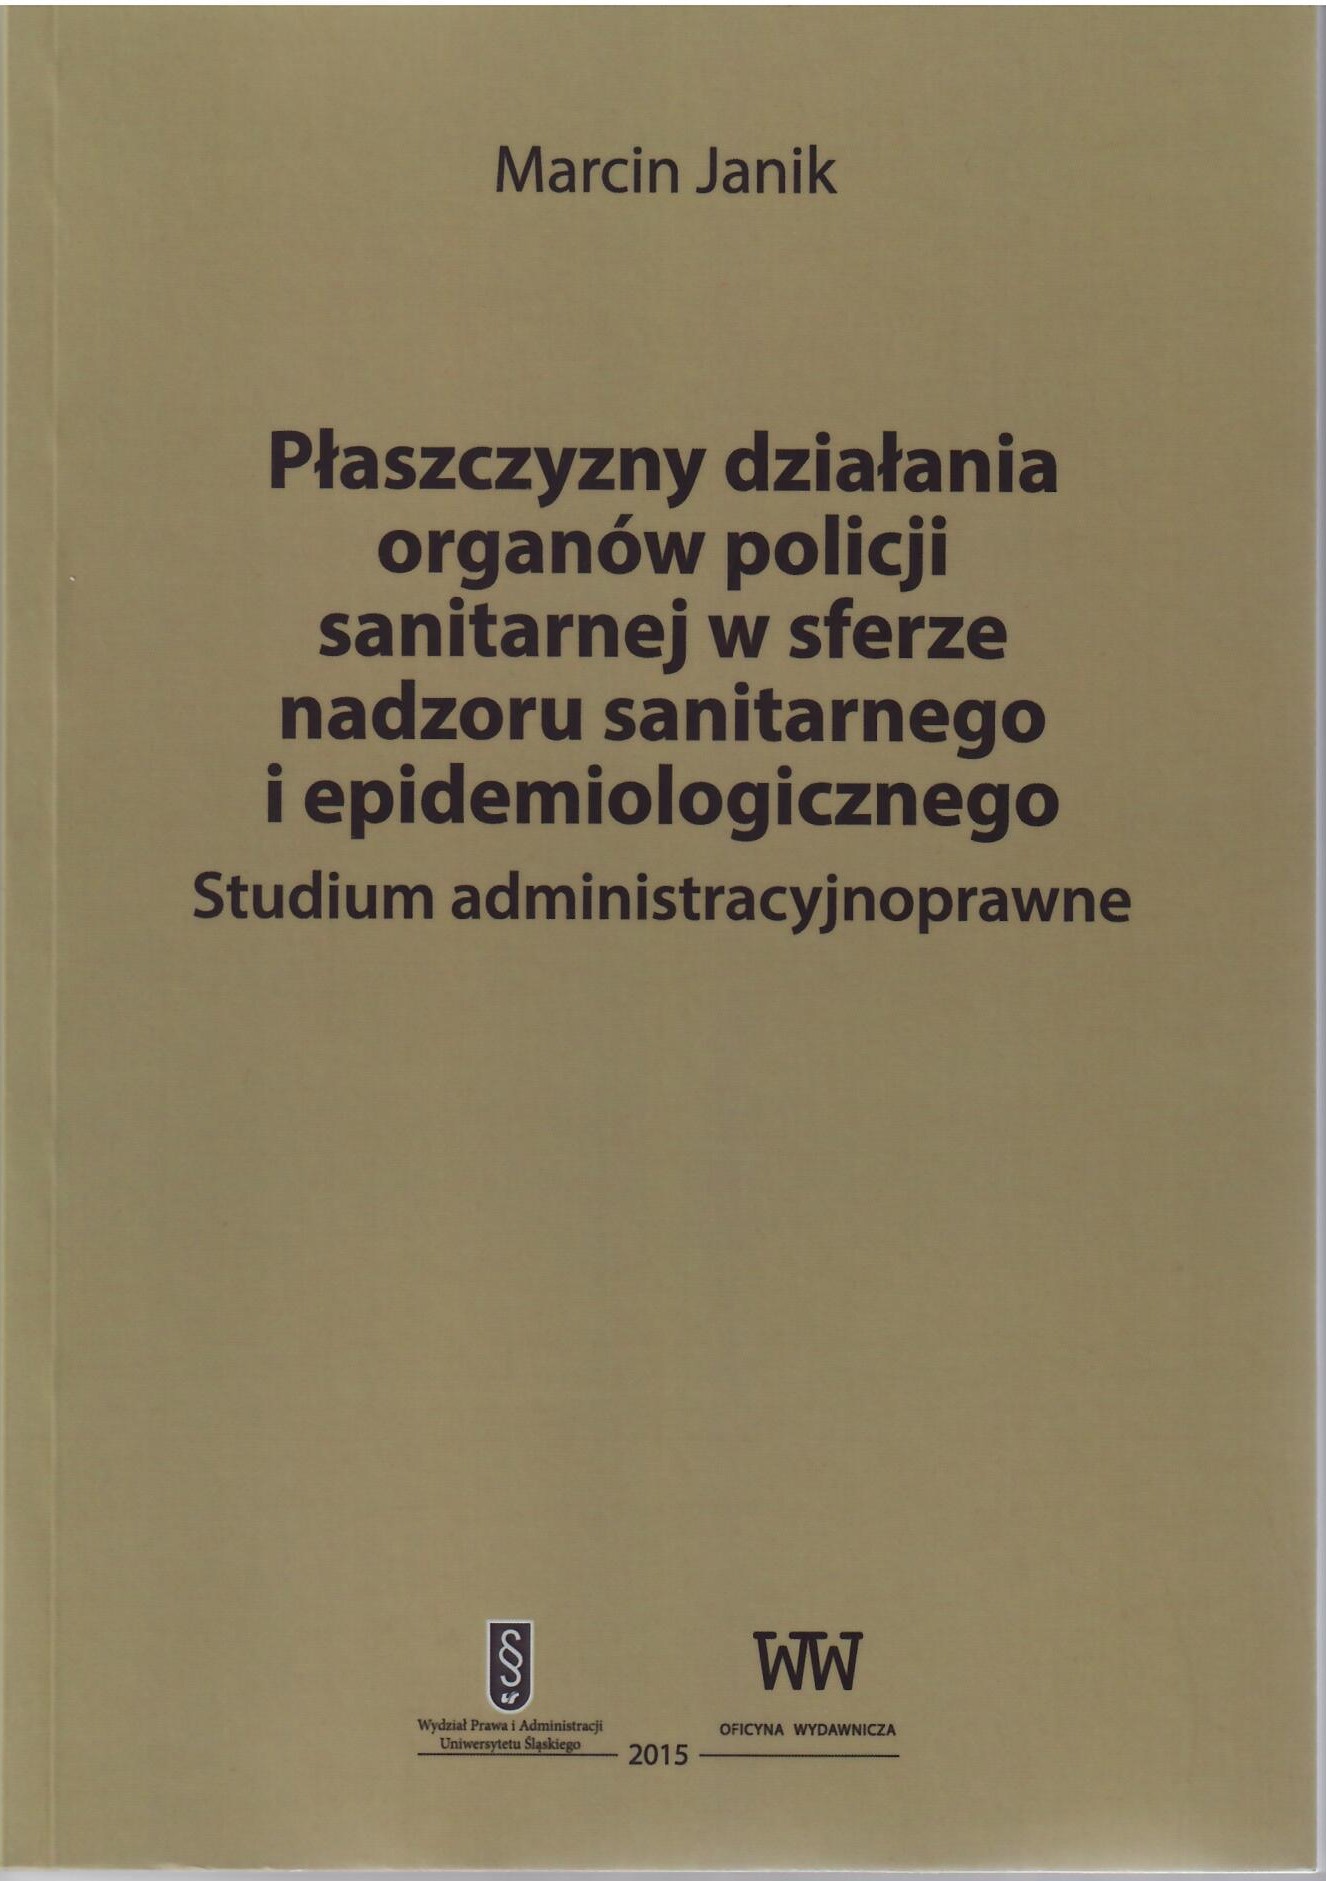 Marcin Janik
Płaszczyzny działania
organów policji
sanitarnej w sferze
nadzoru sanitarnego
i epidemiologicznego
Studium administracyjnoprawne
§
WW
Wydział Prawa i Administracji
Uniwersytetu Śląskiego
OFICYNA WYDAWNICZA
2015